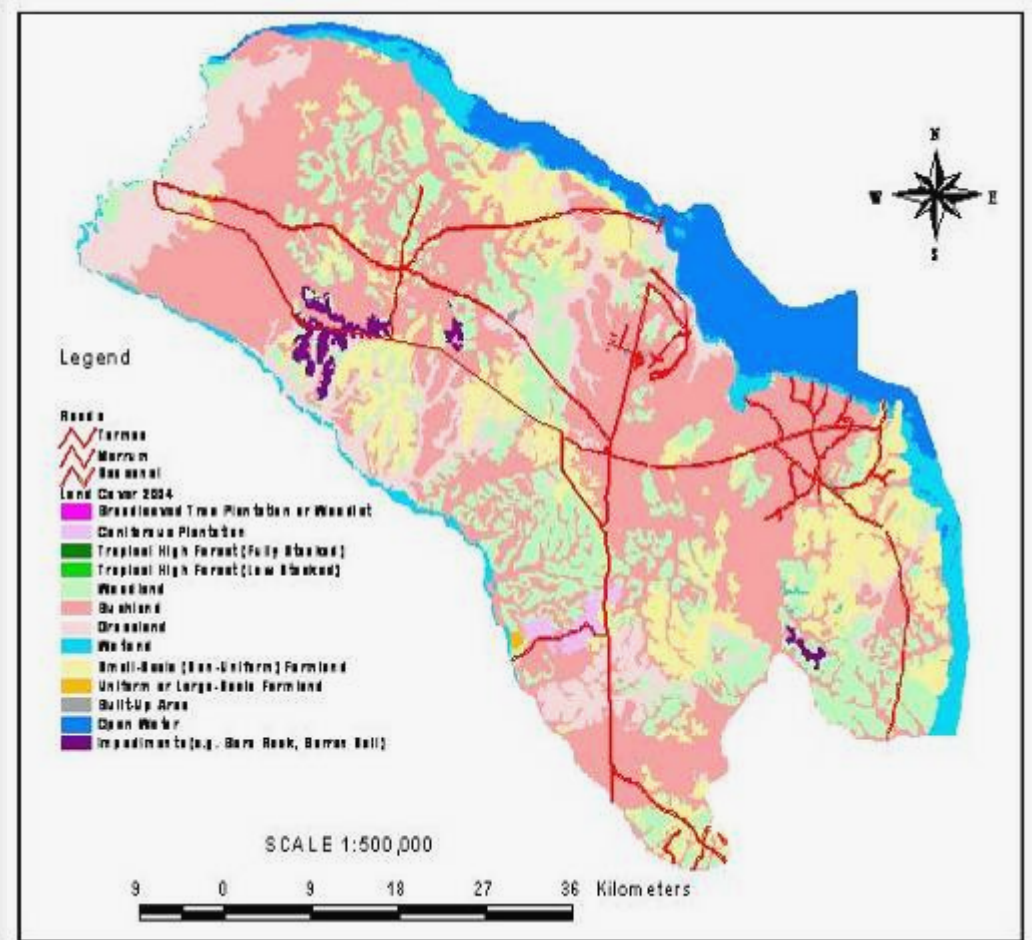 N
W E
S
Legend
Roads
Tarmac
Murrum
Seasonal
Land Cover 2004
Broadleaved Tree Plantation or Woodlot
Coniferous Plantation
Tropical High Forest (Fully Stocked)
Tropical High Forest (Low Stocked)
Woodland
Bushland
Grassland
Wetland
Small-Scale (Non-Uniform) Farmland
Uniform or Large-Scale Farmland
Built-Up Area
Open Water
Impediments (e.g. Bare Rock, Barren Soil)
SCALE 1:500,000
9 0 9 18 27 36 Kilometers